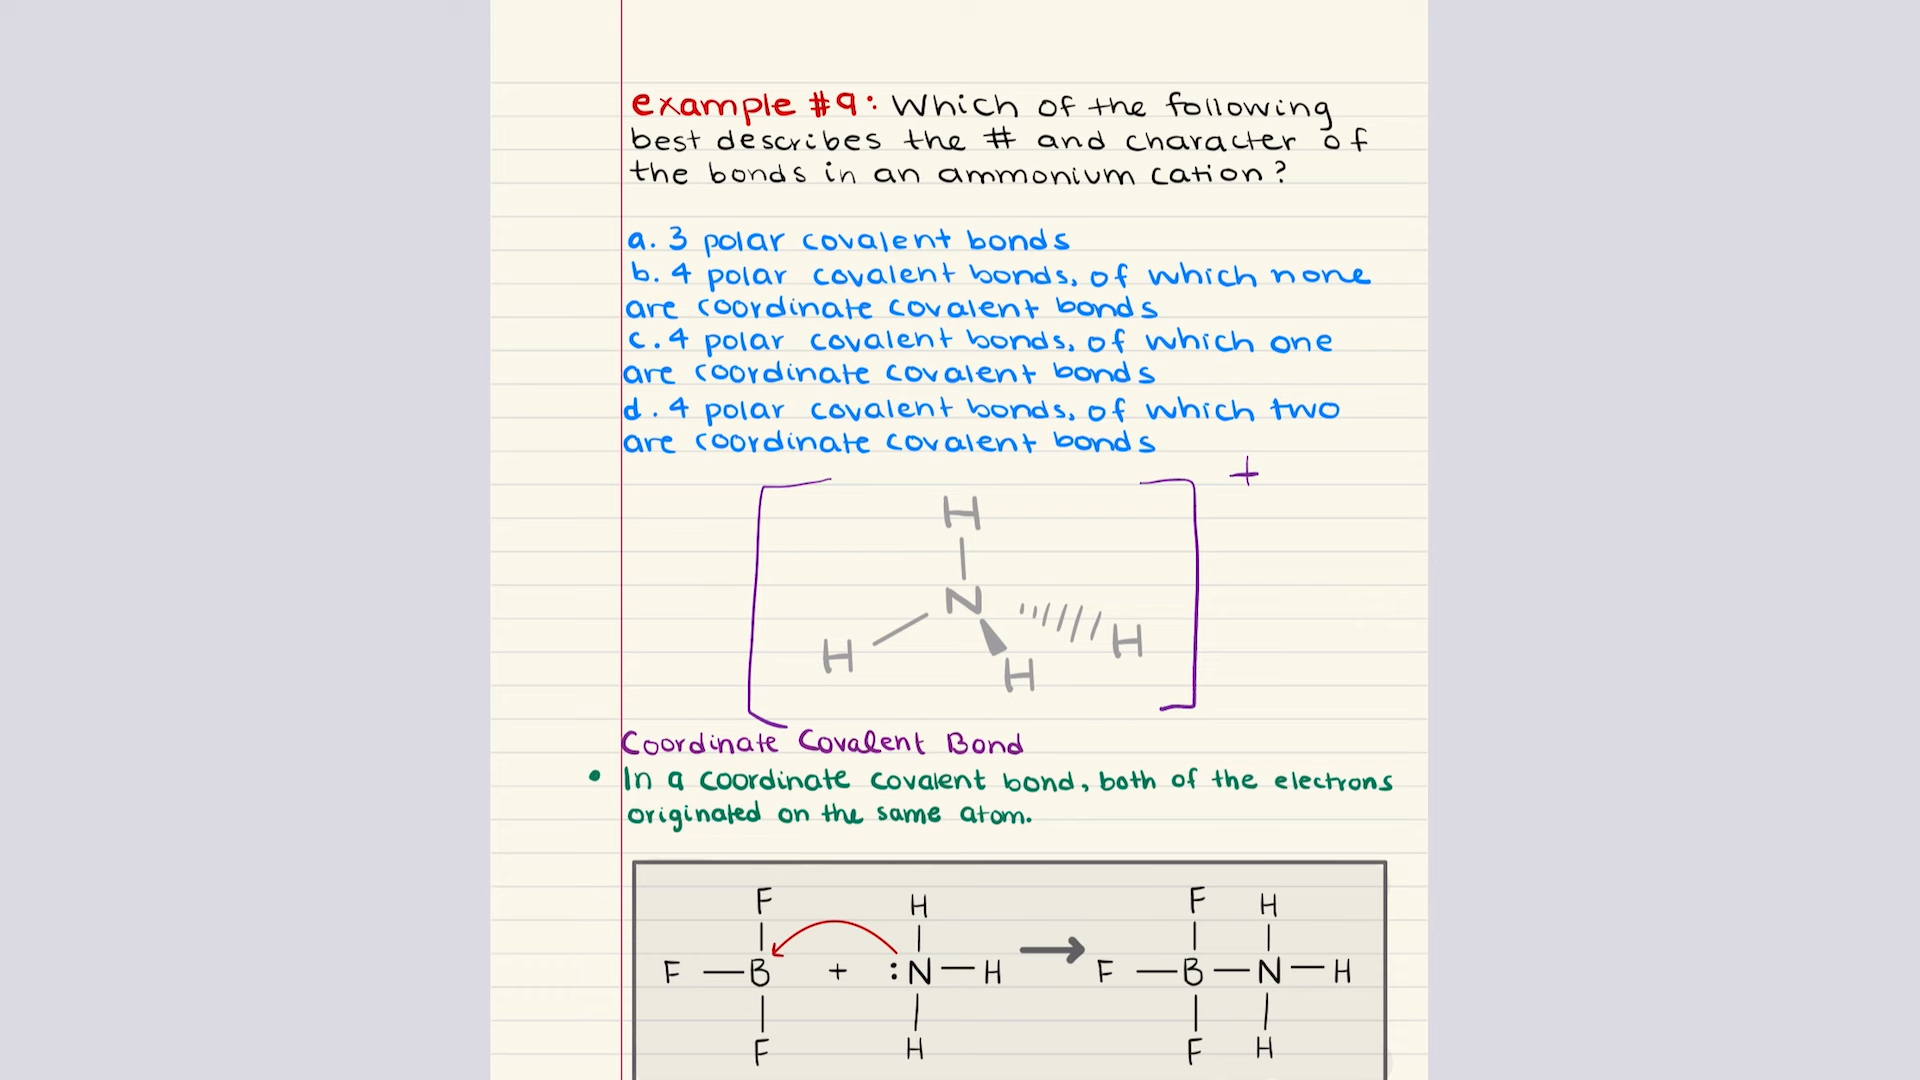 example #9: Which of the following
best describes the # and character of
the bonds in an ammonium cation?
a. 3 polar covalent bonds
b. 4 polar covalent bonds, of which none
are coordinate covalent bonds
c. 4 polar covalent bonds, of which one
are coordinate covalent bonds
d. 4 polar covalent bonds, of which two
are coordinate covalent bonds
+
H
N
H H
H
Coordinate Covalent Bond
• In a coordinate covalent bond, both of the electrons
originated on the same atom.
F H F H
F — B + :N — H → F — B — N — H
F H F H